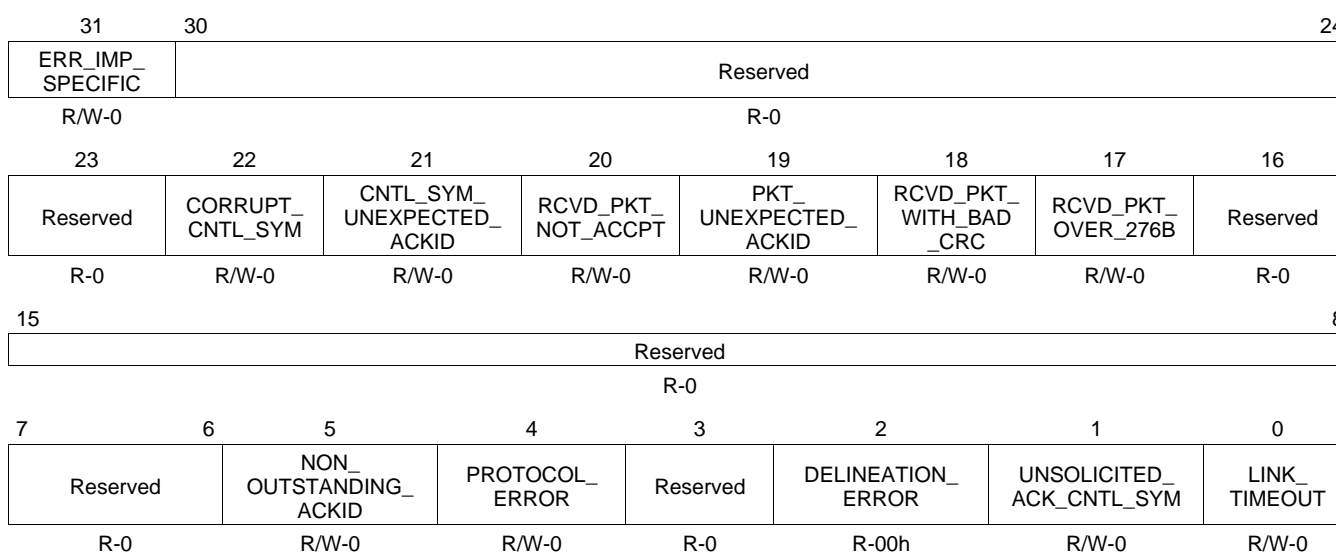 31 30 24
ERR_IMP_
SPECIFIC
Reserved
R/W-0 R-0
23 22 21 20 19 18 17 16
Reserved
CORRUPT_
CNTL_SYM
CNTL_SYM_
UNEXPECTED_
ACKID
RCVD_PKT_
NOT_ACCPT
PKT_
UNEXPECTED_
ACKID
RCVD_PKT_
WITH_BAD
_CRC
RCVD_PKT_
OVER_276B
Reserved
R-0 R/W-0 R/W-0 R/W-0 R/W-0 R/W-0 R/W-0 R-0
15 8
Reserved
R-0
7 6 5 4 3 2 1 0
Reserved
NON_
OUTSTANDING_
ACKID
PROTOCOL_
ERROR
Reserved
DELINEATION_
ERROR
UNSOLICITED_
ACK_CNTL_SYM
LINK_
TIMEOUT
R-0 R/W-0 R/W-0 R-0 R-00h R/W-0 R/W-0